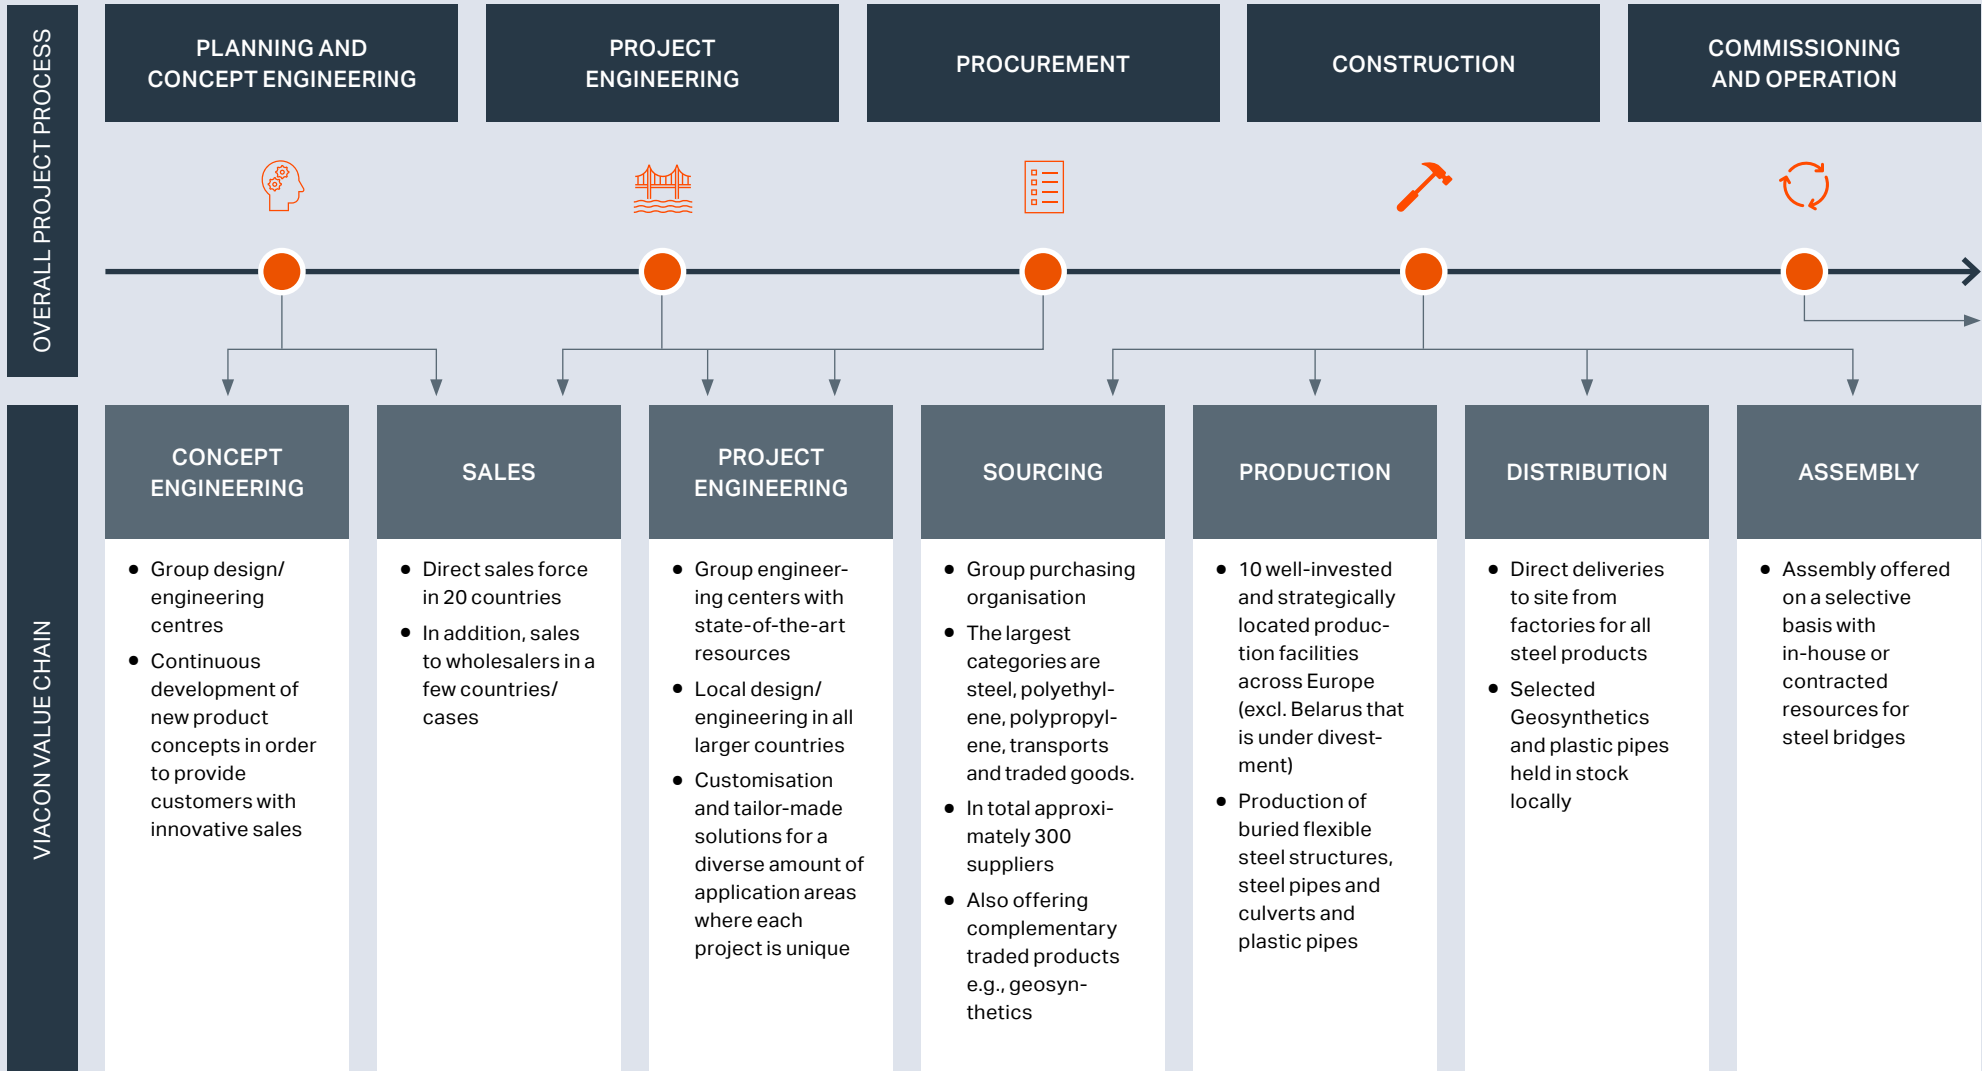 OVERALL PROJECT PROCESS
PLANNING AND
CONCEPT ENGINEERING
PROJECT
ENGINEERING
PROCUREMENT
CONSTRUCTION
COMMISSIONING
AND OPERATION
VIACON VALUE CHAIN
CONCEPT
ENGINEERING
• Group design/
engineering
centres
• Continuous
development of
new product
concepts in order
to provide
customers with
innovative sales
SALES
• Direct sales force
in 20 countries
• In addition, sales
to wholesalers in a
few countries/
cases
PROJECT
ENGINEERING
• Group engineer-
ing centers with
state-of-the-art
resources
• Local design/
engineering in all
larger countries
• Customisation
and tailor-made
solutions for a
diverse amount of
application areas
where each
project is unique
SOURCING
• Group purchasing
organisation
• The largest
categories are
steel, polyethyl-
ene, polypropyl-
ene, transports
and traded goods.
• In total approxi-
mately 300
suppliers
• Also offering
complementary
traded products
e.g., geosyn-
thetics
PRODUCTION
• 10 well-invested
and strategically
located produc-
tion facilities
across Europe
(excl. Belarus that
is under divest-
ment)
• Production of
buried flexible
steel structures,
steel pipes and
culverts and
plastic pipes
DISTRIBUTION
• Direct deliveries
to site from
factories for all
steel products
• Selected
Geosynthetics
and plastic pipes
held in stock
locally
ASSEMBLY
• Assembly offered
on a selective
basis with
in-house or
contracted
resources for
steel bridges